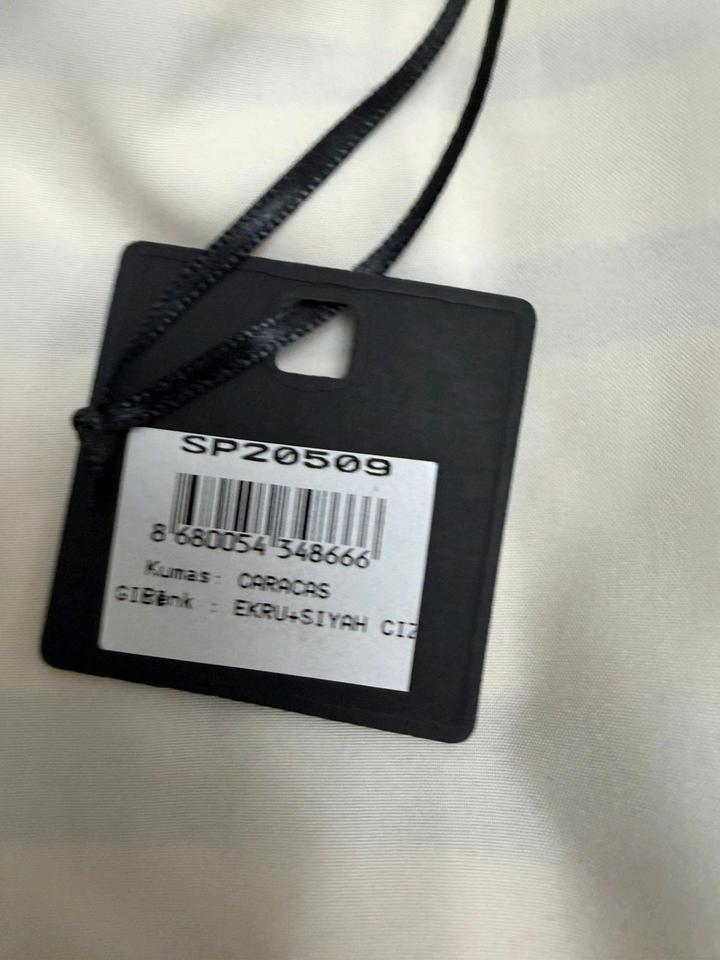 SP20509
8 680054 348666
Kumas: CARACAS
: EKRU+SIYAH CIZ